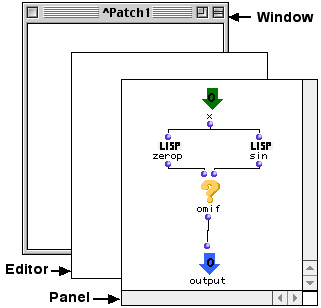 ^Patch1
Window
0
x
LISP LISP
zerop sin
?
omif
0
output
Editor
Panel